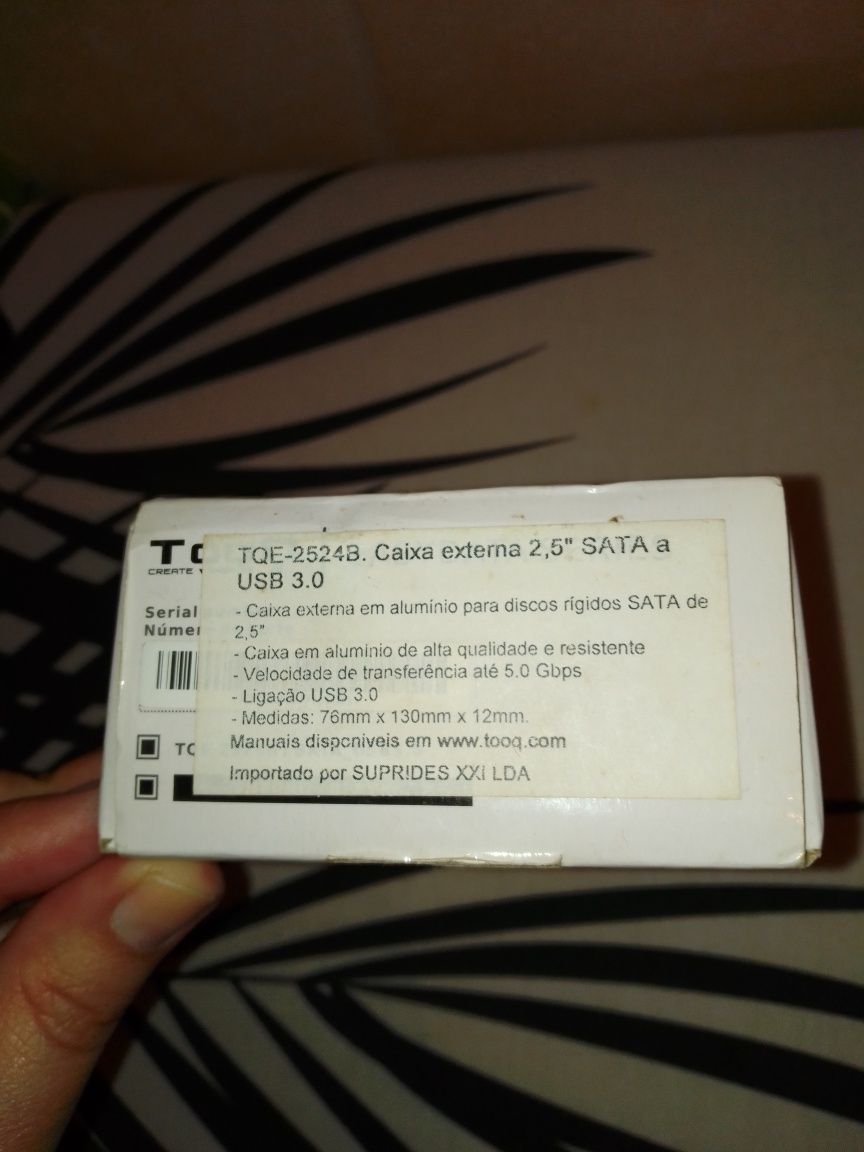 TQE-2524B. Caixa externa 2,5" SATA a
USB 3.0
- Caixa externa em alumínio para discos rígidos SATA de
2,5"
- Caixa em alumínio de alta qualidade e resistente
- Velocidade de transferência até 5.0 Gbps
- Ligação USB 3.0
- Medidas: 76mm x 130mm x 12mm.
Manuais disponíveis em www.tooq.com
Importado por SUPRIDES XXI LDA
CREATE
Serial